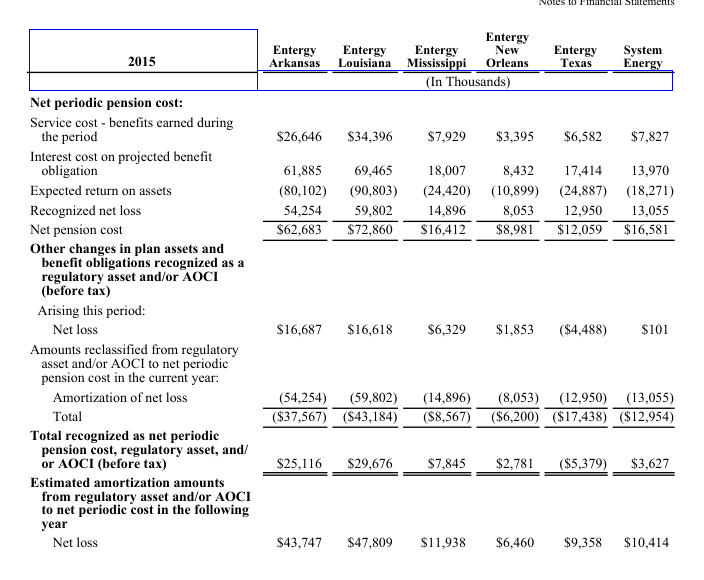 Notes to Financial Statements
2015 Entergy Arkansas Entergy Louisiana Entergy Mississippi Entergy New Orleans Entergy Texas System Energy
(In Thousands)
Net periodic pension cost:
Service cost - benefits earned during
the period $26,646 $34,396 $7,929 $3,395 $6,582 $7,827
Interest cost on projected benefit
obligation 61,885 69,465 18,007 8,432 17,414 13,970
Expected return on assets (80,102) (90,803) (24,420) (10,899) (24,887) (18,271)
Recognized net loss 54,254 59,802 14,896 8,053 12,950 13,055
Net pension cost $62,683 $72,860 $16,412 $8,981 $12,059 $16,581
Other changes in plan assets and
benefit obligations recognized as a
regulatory asset and/or AOCI
(before tax)
Arising this period:
Net loss $16,687 $16,618 $6,329 $1,853 ($4,488) $101
Amounts reclassified from regulatory
asset and/or AOCI to net periodic
pension cost in the current year:
Amortization of net loss (54,254) (59,802) (14,896) (8,053) (12,950) (13,055)
Total ($37,567) ($43,184) ($8,567) ($6,200) ($17,438) ($12,954)
Total recognized as net periodic
pension cost, regulatory asset, and/
or AOCI (before tax) $25,116 $29,676 $7,845 $2,781 ($5,379) $3,627
Estimated amortization amounts
from regulatory asset and/or AOCI
to net periodic cost in the following
year
Net loss $43,747 $47,809 $11,938 $6,460 $9,358 $10,414